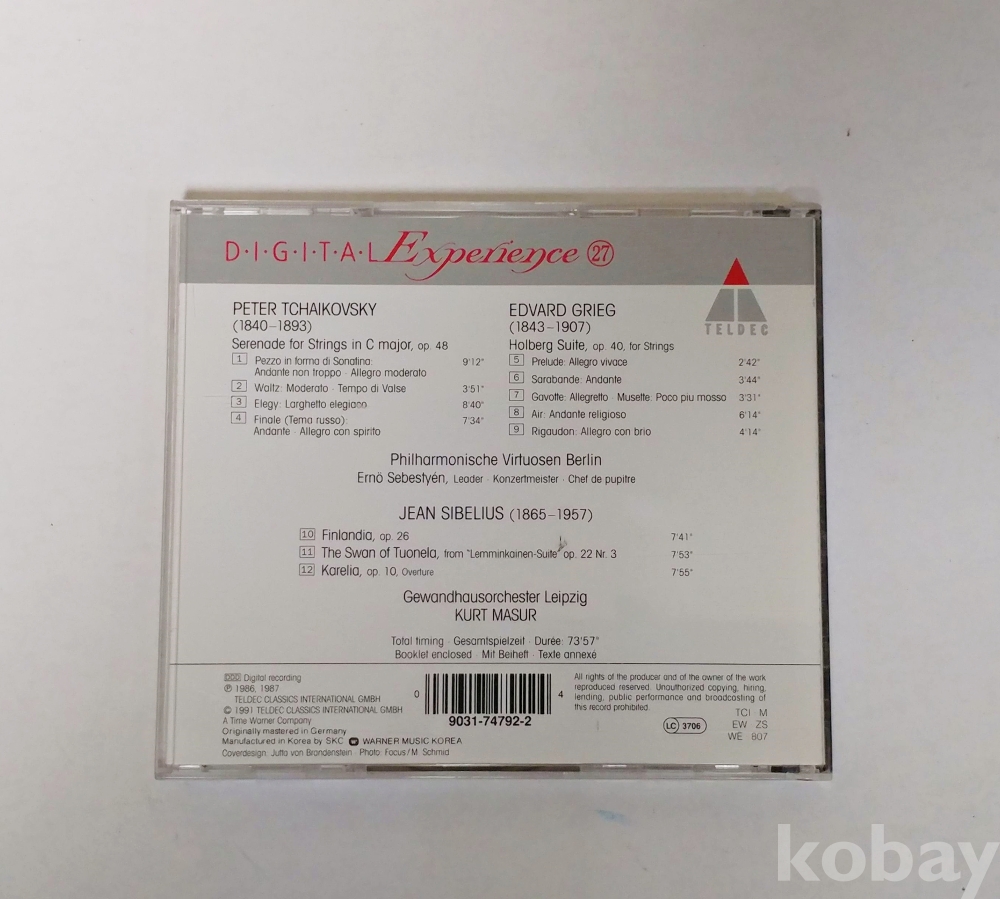 D·I·G·I·T·A·L Experience 27
TELDEC
PETER TCHAIKOVSKY
(1840-1893)
Serenade for Strings in C major, op. 48
1 Pezzo in forma di Sonatina: 9'12"
Andante non troppo · Allegro moderato
2 Waltz: Moderato · Tempo di Valse 3'51"
3 Elegy: Larghetto elegiaco 8'40"
4 Finale (Tema russo): 7'34"
Andante · Allegro con spirito
EDVARD GRIEG
(1843-1907)
Holberg Suite, op. 40, for Strings
5 Prelude: Allegro vivace 2'42"
6 Sarabande: Andante 3'44"
7 Gavotte: Allegretto · Musette: Poco piu mosso 3'31"
8 Air: Andante religioso 6'14"
9 Rigaudon: Allegro con brio 4'14"
Philharmonische Virtuosen Berlin
Ernö Sebestyén, Leader · Konzertmeister · Chef de pupitre
JEAN SIBELIUS (1865-1957)
10 Finlandia, op. 26 7'41"
11 The Swan of Tuonela, from "Lemminkainen-Suite" op. 22 Nr. 3 7'53"
12 Karelia, op. 10, Overture 7'55"
Gewandhausorchester Leipzig
KURT MASUR
Total timing · Gesamtspielzeit · Durée: 73'57"
Booklet enclosed · Mit Beiheft · Texte annexé
DDD Digital recording
℗ 1986, 1987
TELDEC CLASSICS INTERNATIONAL GMBH
© 1991 TELDEC CLASSICS INTERNATIONAL GMBH
A Time Warner Company
Originally mastered in Germany
Manufactured in Korea by SKC WARNER MUSIC KOREA
Coverdesign: Jutta von Brandenstein · Photo: Focus/M. Schmid
0 4
9031-74792-2
All rights of the producer and of the owner of the work
reproduced reserved. Unauthorized copying, hiring,
lending, public performance and broadcasting of
this record prohibited.
LC 3706
TCI M
EW ZS
WE 807
kobay